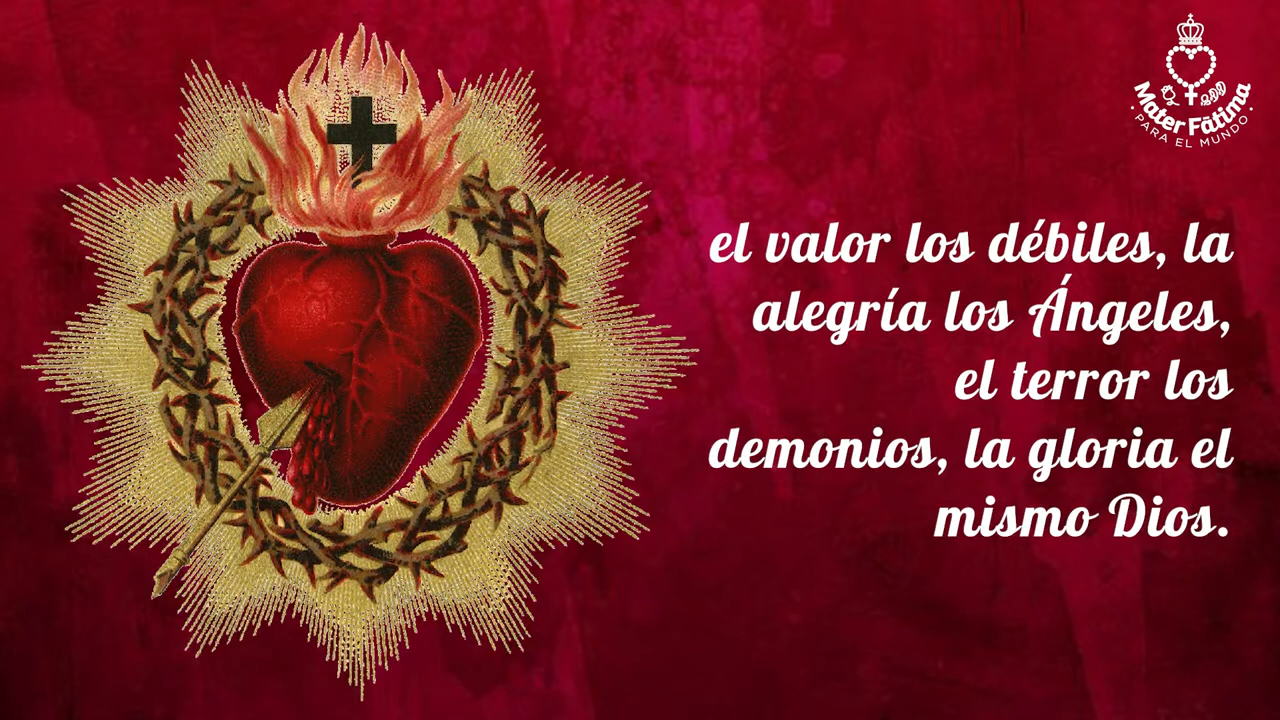 Mater Fātima
PARA EL MUNDO
el valor los débiles, la
alegría los Ángeles,
el terror los
demonios, la gloria el
mismo Dios.